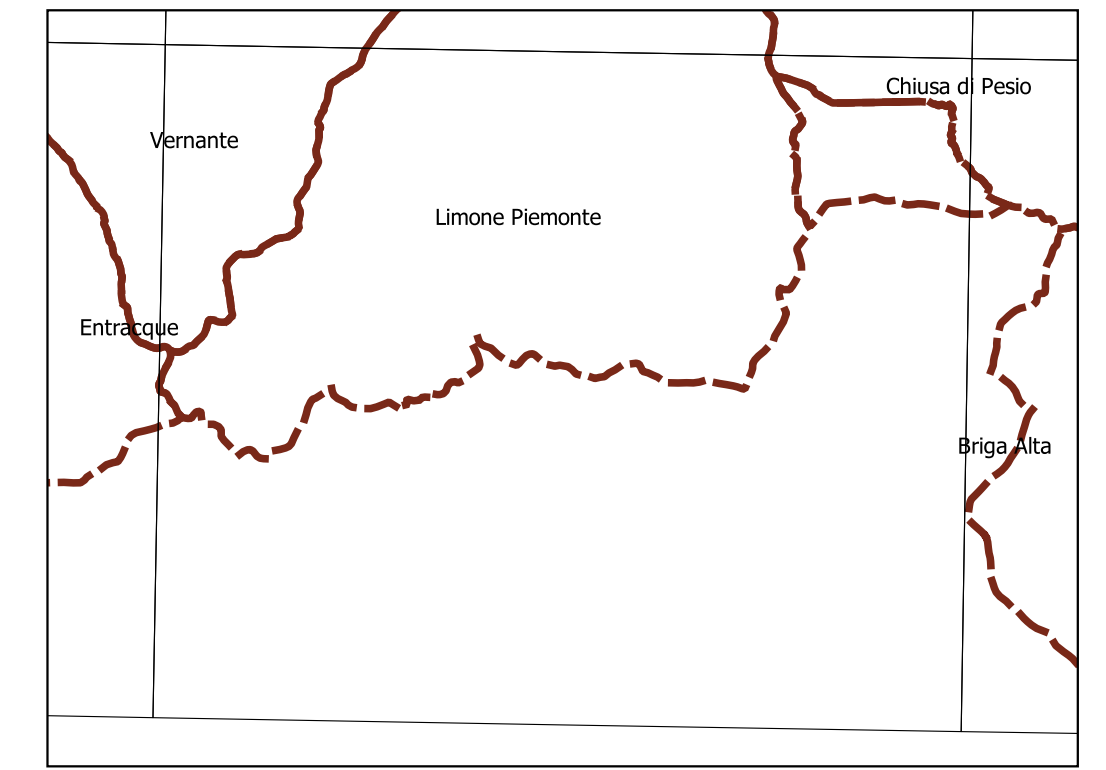 Chiusa di Pesio
Vernante
Limone Piemonte
Entracque
Briga Alta